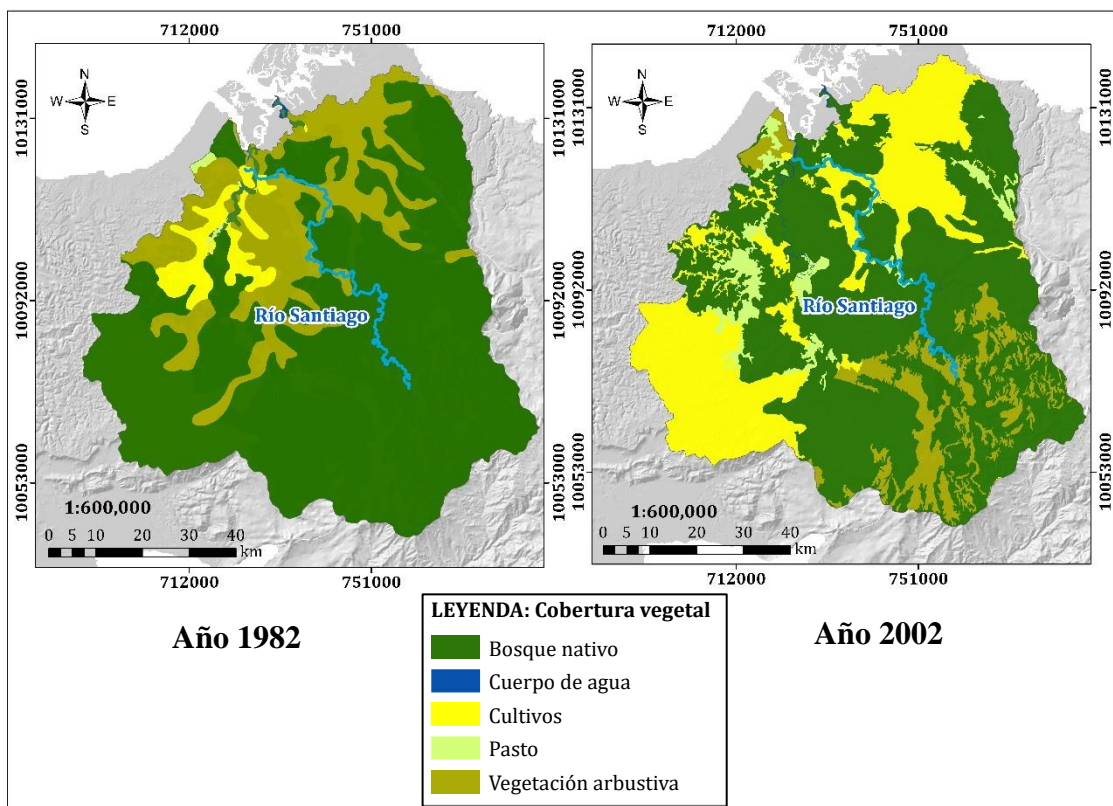 712000 751000
712000 751000
N
W E
S
N
W E
S
10131000
10131000
10131000
Río Santiago
Río Santiago
10092000
10092000
10092000
10053000
10053000
10053000
1:600,000
0 5 10 20 30 40
km
1:600,000
0 5 10 20 30 40
km
712000 751000
712000 751000
Año 1982
Año 2002
LEYENDA: Cobertura vegetal
Bosque nativo
Cuerpo de agua
Cultivos
Pasto
Vegetación arbustiva